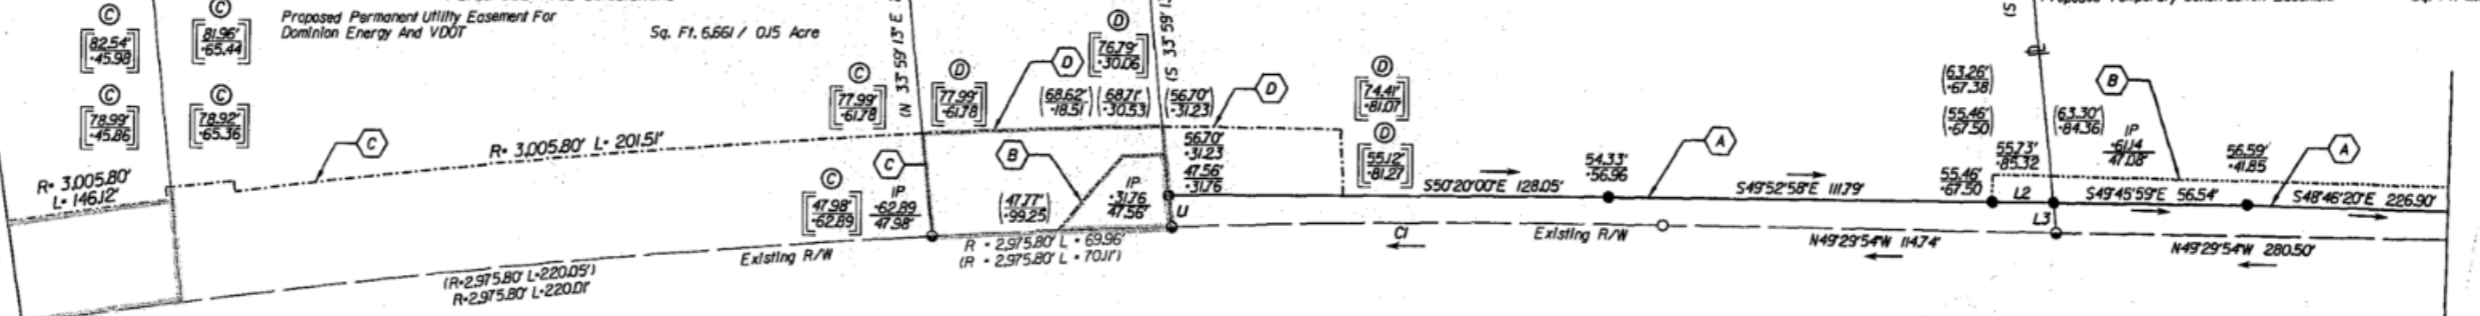 Proposed Permanent Utility Easement For
Dominion Energy And VDOT
Sq. Ft. 6,661 / 0.15 Acre
C
82.54'
+45.98
C
81.96'
+65.44
C
78.99'
+45.86
C
78.92'
+65.36
C
R= 3,005.80'
L= 146.12'
R= 3,005.80' L= 201.51'
C
77.99'
+61.78
(N 33°59'13"E
D
77.99'
+61.78
D
D
76.79'
+30.06
(S 33°59'1
(68.62'
+18.51)
(68.71'
+30.53)
(56.70'
+31.23)
D
D
74.41'
+81.07
D
55.12'
+81.27
56.70'
+31.23
47.56'
+31.76
C
B
C
47.98'
+62.89
IP
+62.89
47.98'
(47.77'
+99.25)
IP
+31.76
47.56'
L1
S50°20'00"E 128.05'
54.33'
+56.96
A
S49°52'58"E 111.79'
(63.26'
+67.38)
(55.46'
+67.50)
55.73'
+85.32
55.46'
+67.50
(S
(63.30'
+84.36)
IP
+61.14
47.08'
B
56.59'
+41.85
A
L2
S49°45'59"E 56.54'
S48°46'20"E 226.90'
L3
(R=2,975.80' L=220.05')
R=2,975.80' L=220.01'
Existing R/W
R = 2,975.80' L = 69.96'
(R = 2,975.80' L = 70.11')
C1
Existing R/W
N49°29'54"W 114.74'
N49°29'54"W 280.50'